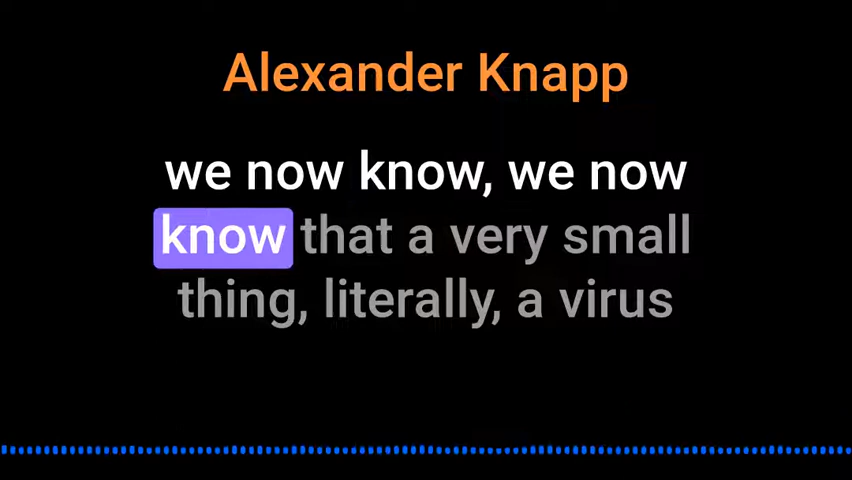 Alexander Knapp
we now know, we now
know that a very small
thing, literally, a virus